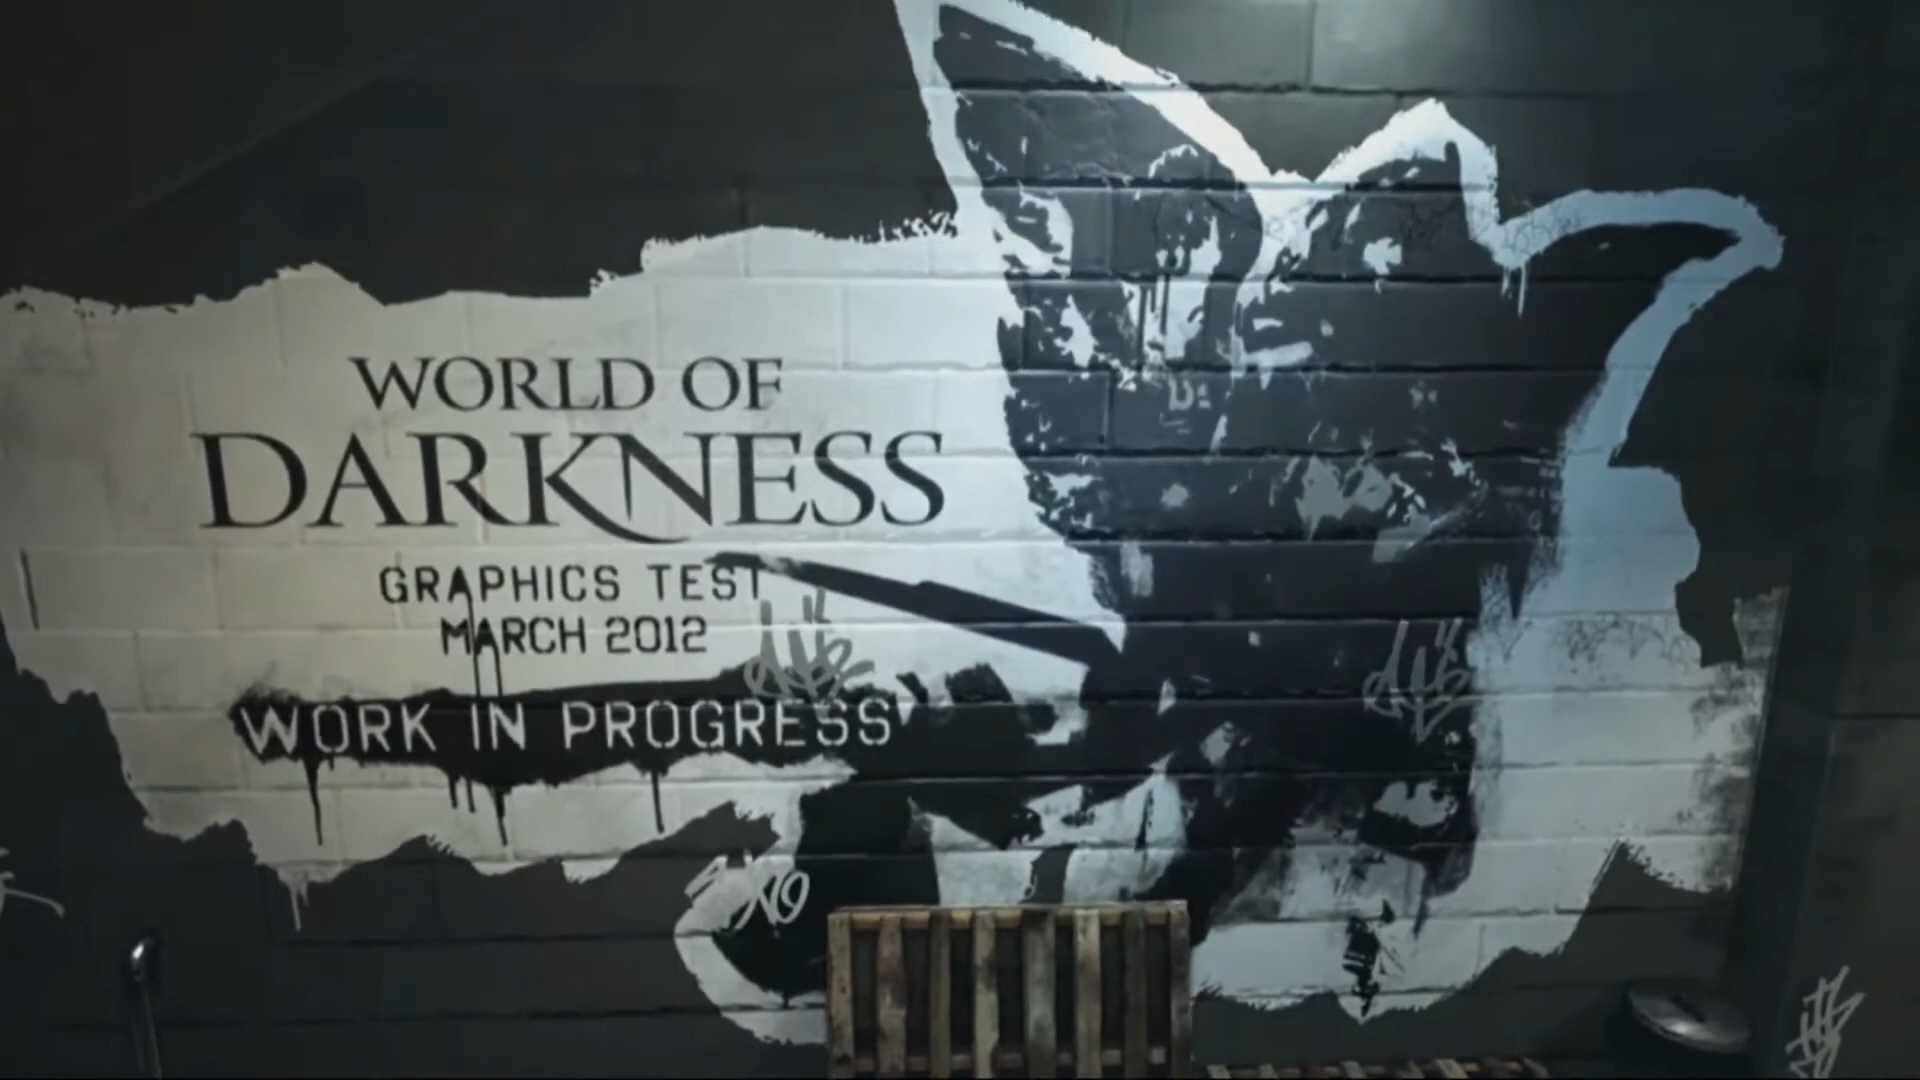 WORLD OF
DARKNESS
GRAPHICS TEST
MARCH 2012
WORK IN PROGRESS